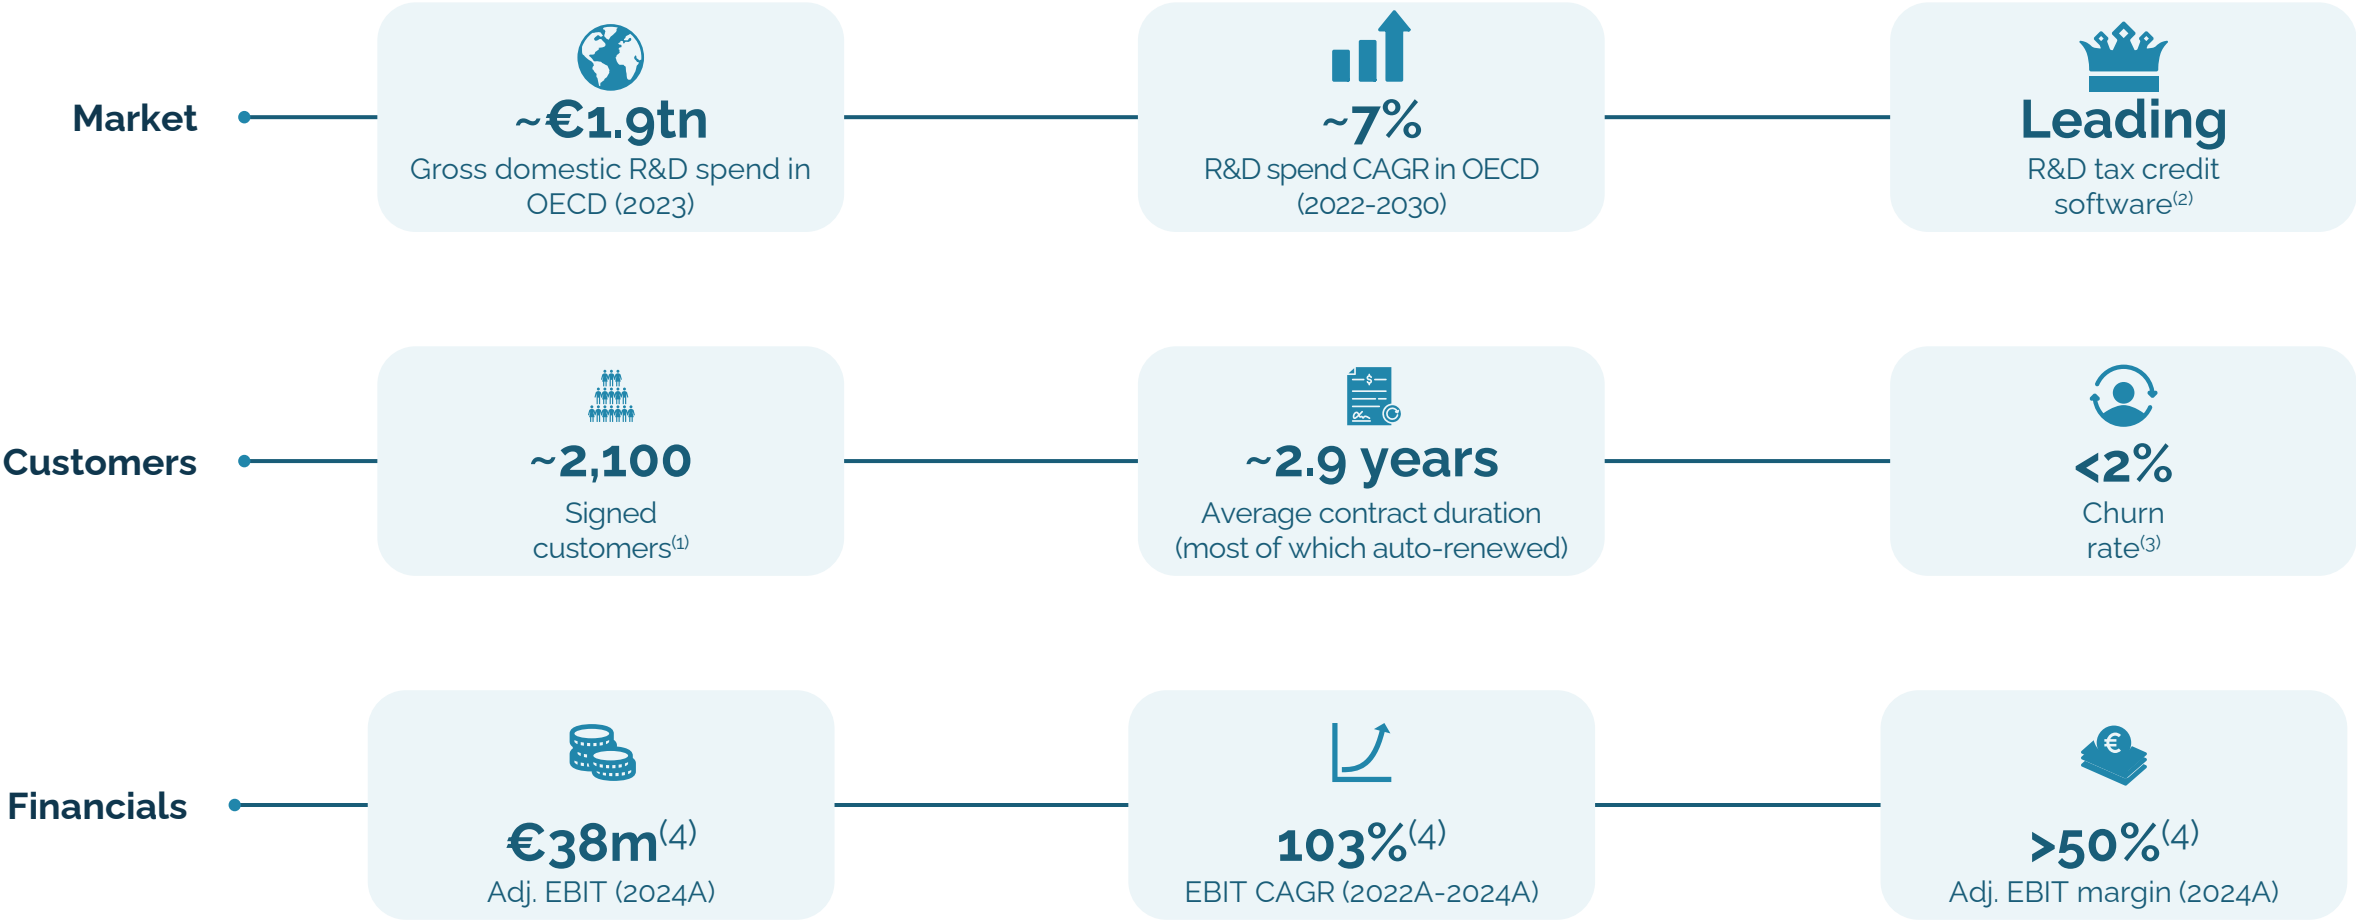 Market
~€1.9tn
Gross domestic R&D spend in
OECD (2023)
~7%
R&D spend CAGR in OECD
(2022-2030)
Leading
R&D tax credit
software(2)
Customers
~2,100
Signed
customers(1)
$
~2.9 years
Average contract duration
(most of which auto-renewed)
<2%
Churn
rate(3)
Financials
€38m(4)
Adj. EBIT (2024A)
103%(4)
EBIT CAGR (2022A-2024A)
€
>50%(4)
Adj. EBIT margin (2024A)